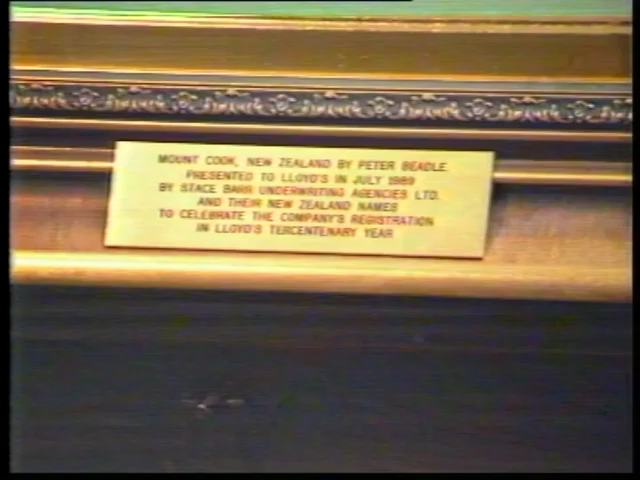 MOUNT COOK, NEW ZEALAND BY PETER BEADLE.
PRESENTED TO LLOYD'S IN JULY 1989
BY STACE BARR UNDERWRITING AGENCIES LTD.
AND THEIR NEW ZEALAND NAMES
TO CELEBRATE THE COMPANY'S REGISTRATION
IN LLOYD'S TERCENTENARY YEAR